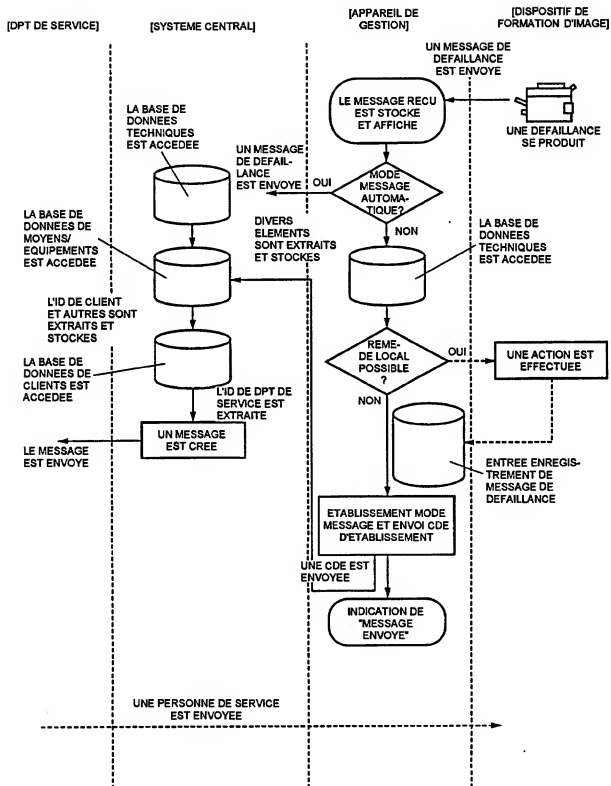 [DPT DE SERVICE]
[SYSTEME CENTRAL]
[APPAREIL DE
GESTION]
[DISPOSITIF DE
FORMATION D'IMAGE]
UN MESSAGE DE
DEFAILLANCE
EST ENVOYE
LE MESSAGE RECU
EST STOCKE
ET AFFICHE
UNE DEFAILLANCE
SE PRODUIT
LA BASE DE
DONNEES
TECHNIQUES
EST ACCEDEE
UN MESSAGE
DE DEFAIL-
LANCE
EST ENVOYE
OUI
MODE
MESSAGE
AUTOMA-
TIQUE?
NON
LA BASE DE
DONNEES DE
MOYENS/
EQUIPEMENTS
EST ACCEDEE
DIVERS
ELEMENTS
SONT EXTRAITS
ET STOCKES
LA BASE DE
DONNEES
TECHNIQUES
EST ACCEDEE
L'ID DE CLIENT
ET AUTRES SONT
EXTRAITS ET
STOCKES
REME-
DE LOCAL
POSSIBLE
?
OUI
UNE ACTION EST
EFFECTUEE
NON
LA BASE DE
DONNEES DE
CLIENTS EST
ACCEDEE
L'ID DE DPT DE
SERVICE EST
EXTRAITE
UN MESSAGE
EST CREE
LE MESSAGE
EST ENVOYE
ENTREE ENREGIS-
TREMENT DE
MESSAGE DE
DEFAILLANCE
ETABLISSEMENT MODE
MESSAGE ET ENVOI CDE
D'ETABLISSEMENT
UNE CDE EST
ENVOYEE
INDICATION DE
"MESSAGE
ENVOYE"
UNE PERSONNE DE SERVICE
EST ENVOYEE